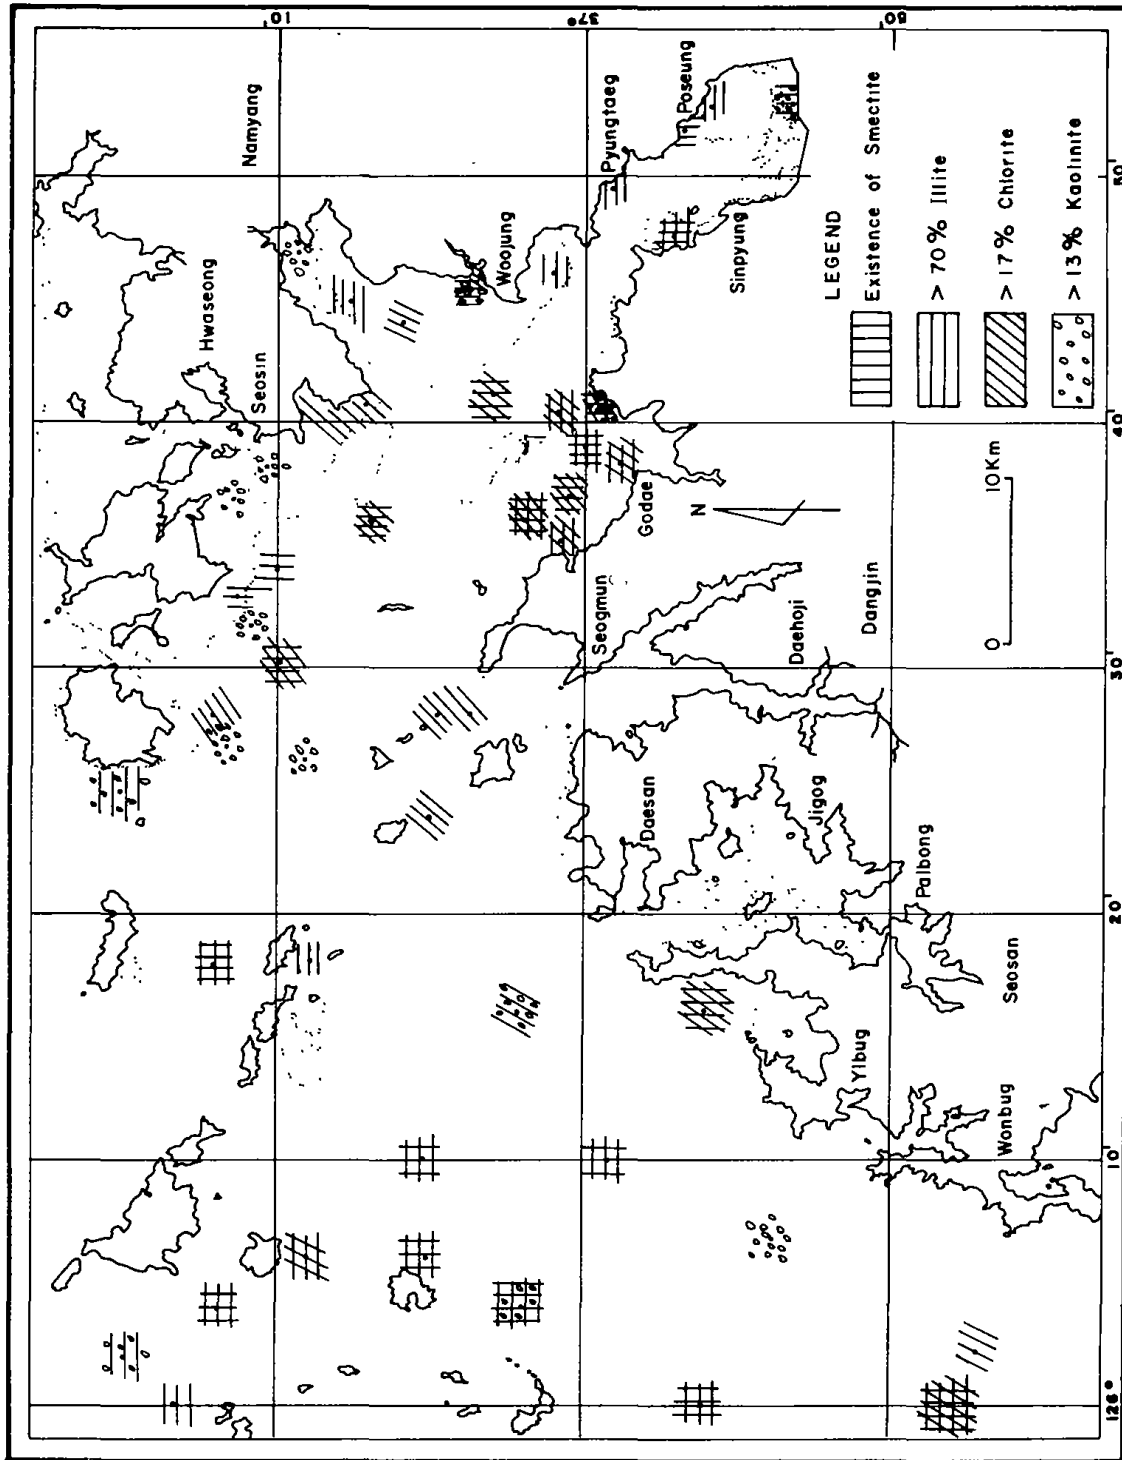 10'
37°
50'
Namyang
Hwaseong
Seosin
Woojung
Pyungtaeg
Poseung
Sinpyung
Godae
Seogmun
Daehoji
Dangjin
Daesan
Jigog
Palbong
Seosan
Yibug
Wonbug
N
0 10Km
LEGEND
Existence of Smectite
> 70% Illite
> 17% Chlorite
> 13% Kaolinite
126°
10'
20'
30'
40'
50'